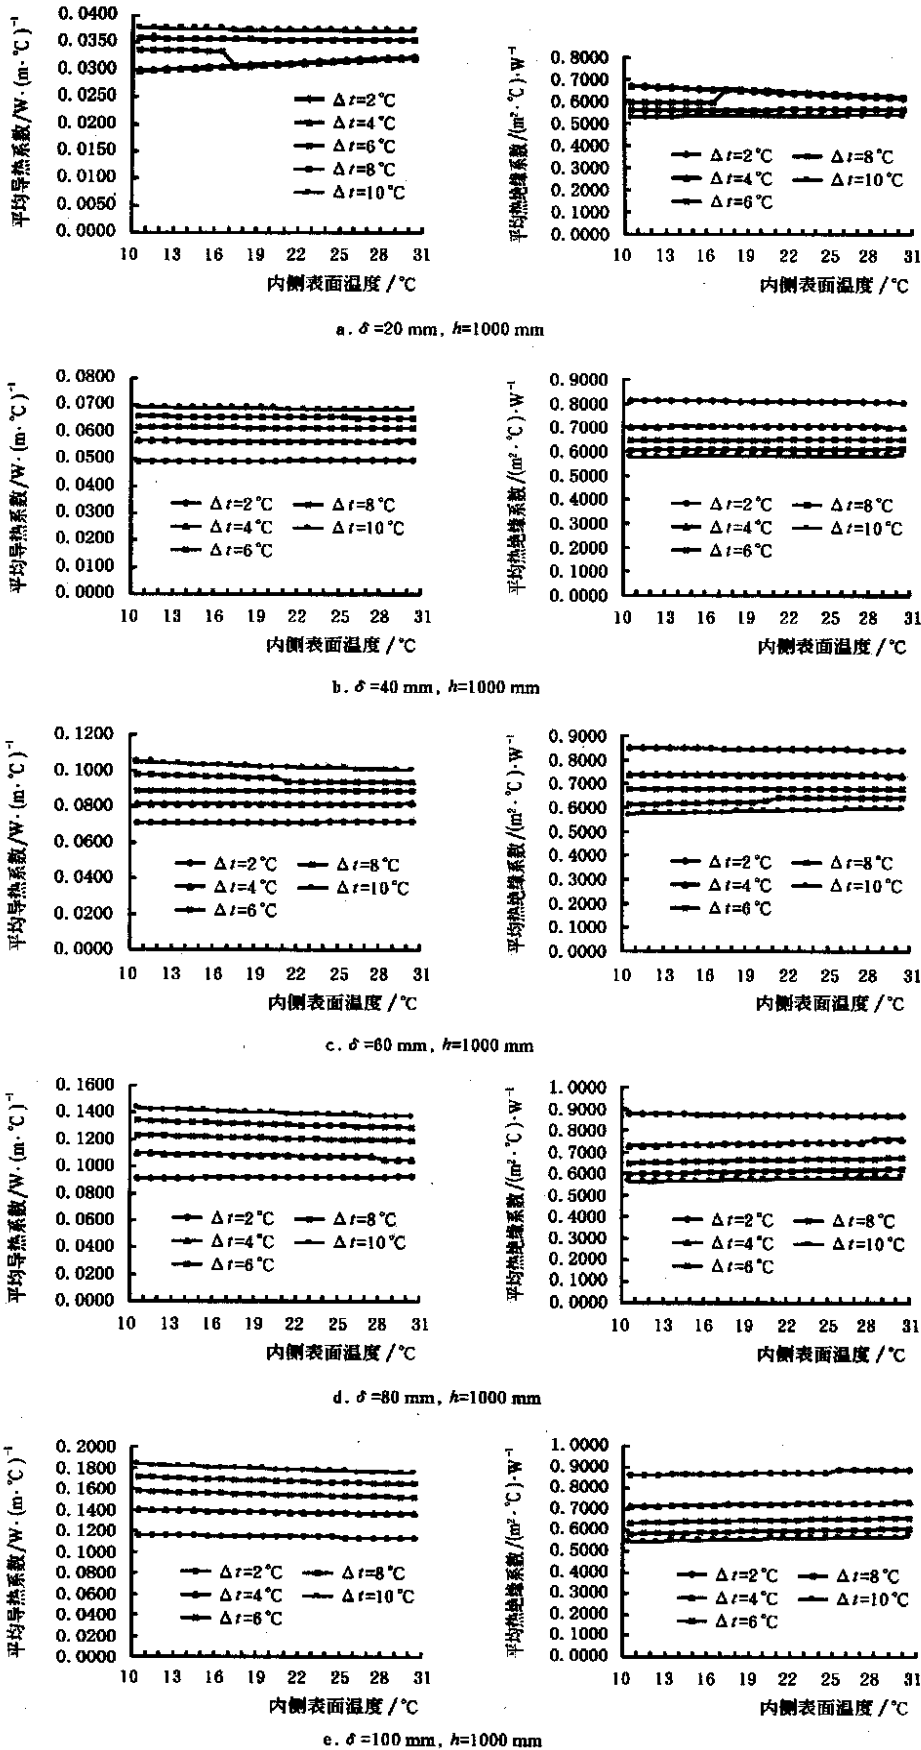 平均导热系数/W·(m·℃)⁻¹
0.0400
0.0350
0.0300
0.0250
0.0200
0.0150
0.0100
0.0050
0.0000
Δt=2℃
Δt=4℃
Δt=6℃
Δt=8℃
Δt=10℃
10 13 16 19 22 25 28 31
内侧表面温度/℃
平均热绝缘系数/(m²·℃)·W⁻¹
0.8000
0.7000
0.6000
0.5000
0.4000
0.3000
0.2000
0.1000
0.0000
Δt=2℃ Δt=8℃
Δt=4℃ Δt=10℃
Δt=6℃
10 13 16 19 22 25 28 31
内侧表面温度/℃
a. δ=20 mm, h=1000 mm
平均导热系数/W·(m·℃)⁻¹
0.0800
0.0700
0.0600
0.0500
0.0400
0.0300
0.0200
0.0100
0.0000
Δt=2℃ Δt=8℃
Δt=4℃ Δt=10℃
Δt=6℃
10 13 16 19 22 25 28 31
内侧表面温度/℃
平均热绝缘系数/(m²·℃)·W⁻¹
0.9000
0.8000
0.7000
0.6000
0.5000
0.4000
0.3000
0.2000
0.1000
0.0000
Δt=2℃ Δt=8℃
Δt=4℃ Δt=10℃
Δt=6℃
10 13 16 19 22 25 28 31
内侧表面温度/℃
b. δ=40 mm, h=1000 mm
平均导热系数/W·(m·℃)⁻¹
0.1200
0.1000
0.0800
0.0600
0.0400
0.0200
0.0000
Δt=2℃ Δt=8℃
Δt=4℃ Δt=10℃
Δt=6℃
10 13 16 19 22 25 28 31
内侧表面温度/℃
平均热绝缘系数/(m²·℃)·W⁻¹
0.9000
0.8000
0.7000
0.6000
0.5000
0.4000
0.3000
0.2000
0.1000
0.0000
Δt=2℃ Δt=8℃
Δt=4℃ Δt=10℃
Δt=6℃
10 13 16 19 22 25 28 31
内侧表面温度/℃
c. δ=60 mm, h=1000 mm
平均导热系数/W·(m·℃)⁻¹
0.1600
0.1400
0.1200
0.1000
0.0800
0.0600
0.0400
0.0200
0.0000
Δt=2℃ Δt=8℃
Δt=4℃ Δt=10℃
Δt=6℃
10 13 16 19 22 25 28 31
内侧表面温度/℃
平均热绝缘系数/(m²·℃)·W⁻¹
1.0000
0.9000
0.8000
0.7000
0.6000
0.5000
0.4000
0.3000
0.2000
0.1000
0.0000
Δt=2℃ Δt=8℃
Δt=4℃ Δt=10℃
Δt=6℃
10 13 16 19 22 25 28 31
内侧表面温度/℃
d. δ=80 mm, h=1000 mm
平均导热系数/W·(m·℃)⁻¹
0.2000
0.1800
0.1600
0.1400
0.1200
0.1000
0.0800
0.0600
0.0400
0.0200
0.0000
Δt=2℃ Δt=8℃
Δt=4℃ Δt=10℃
Δt=6℃
10 13 16 19 22 25 28 31
内侧表面温度/℃
平均热绝缘系数/(m²·℃)·W⁻¹
1.0000
0.9000
0.8000
0.7000
0.6000
0.5000
0.4000
0.3000
0.2000
0.1000
0.0000
Δt=2℃ Δt=8℃
Δt=4℃ Δt=10℃
Δt=6℃
10 13 16 19 22 25 28 31
内侧表面温度/℃
e. δ=100 mm, h=1000 mm